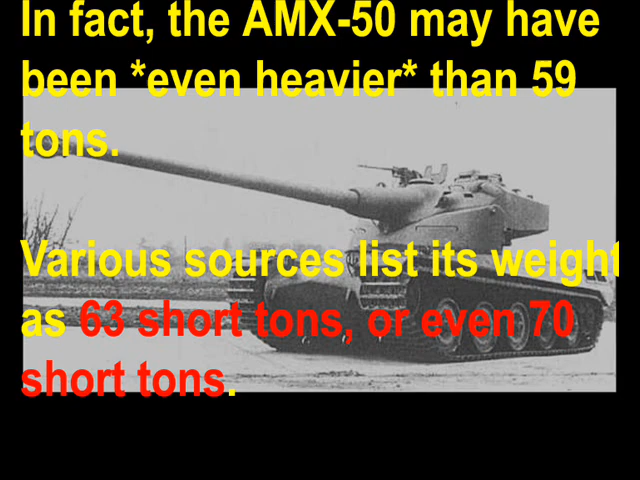 In fact, the AMX-50 may have
been *even heavier* than 59
tons.
Various sources list its weight
as 63 short tons, or even 70
short tons.